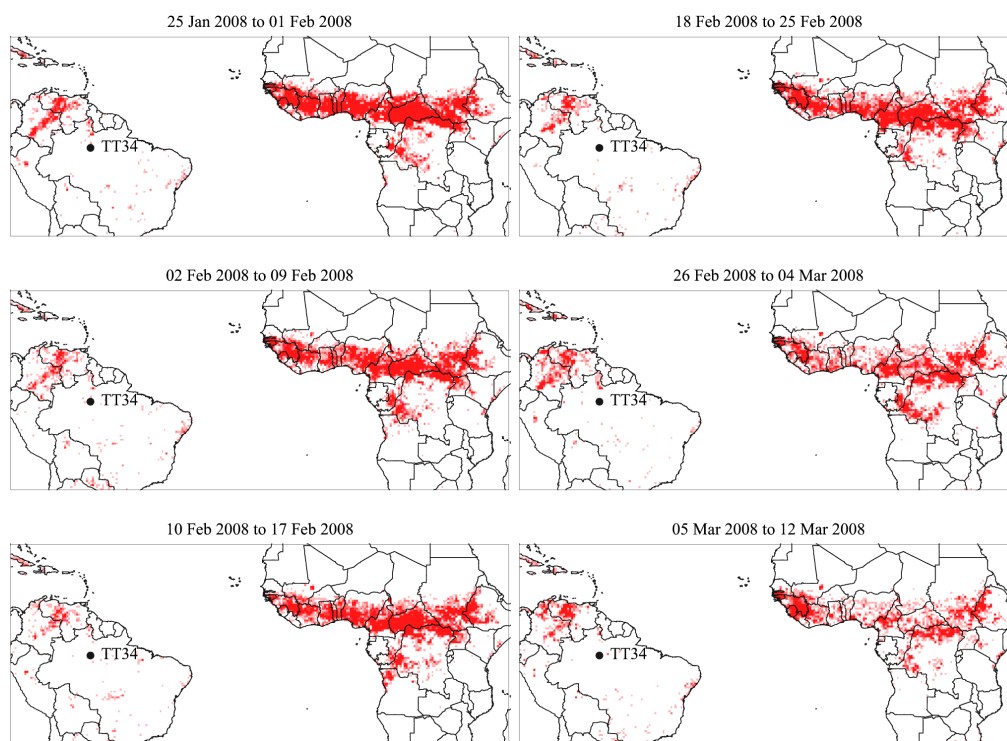 25 Jan 2008 to 01 Feb 2008
18 Feb 2008 to 25 Feb 2008
TT34
TT34
02 Feb 2008 to 09 Feb 2008
26 Feb 2008 to 04 Mar 2008
TT34
TT34
10 Feb 2008 to 17 Feb 2008
05 Mar 2008 to 12 Mar 2008
TT34
TT34